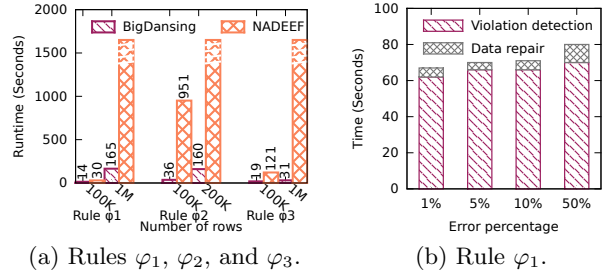 BigDansing NADEEF
2000
1500
1000
500
0
Runtime (Seconds)
14 30 165 36 951 160 19 121 31
100K 1M 100K 200K 100K 1M
Rule φ1 Rule φ2 Rule φ3
Number of rows
(a) Rules φ1, φ2, and φ3.
Violation detection
Data repair
100
80
60
40
20
0
Time (Seconds)
1% 5% 10% 50%
Error percentage
(b) Rule φ1.